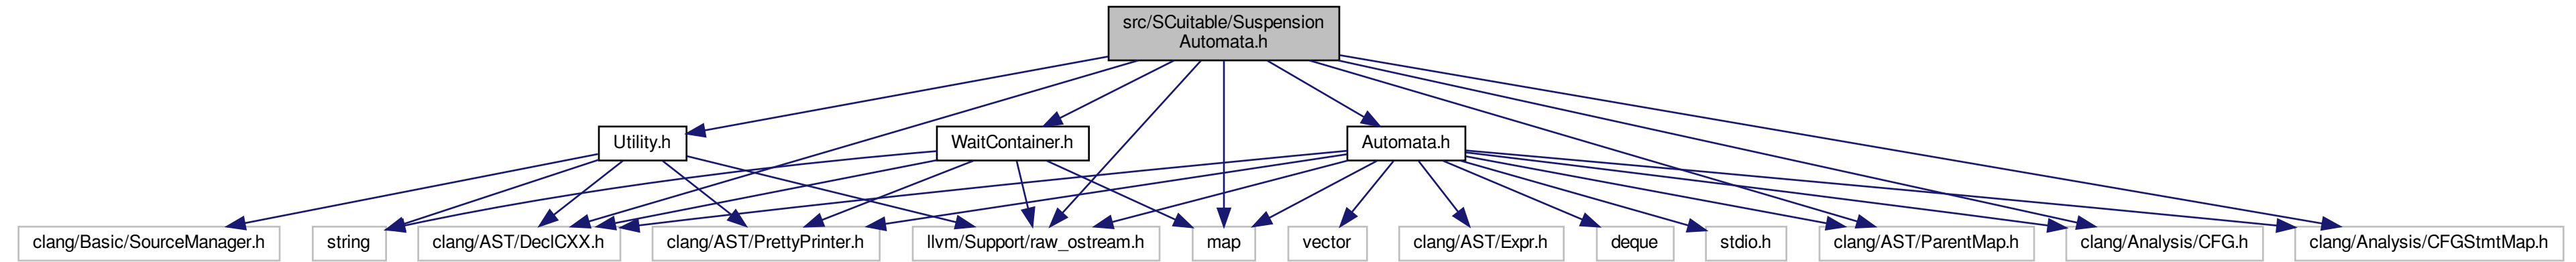 src/SCuitable/Suspension
Automata.h
Utility.h
WaitContainer.h
Automata.h
clang/Basic/SourceManager.h
string
clang/AST/DeclCXX.h
clang/AST/PrettyPrinter.h
llvm/Support/raw_ostream.h
map
vector
clang/AST/Expr.h
deque
stdio.h
clang/AST/ParentMap.h
clang/Analysis/CFG.h
clang/Analysis/CFGStmtMap.h